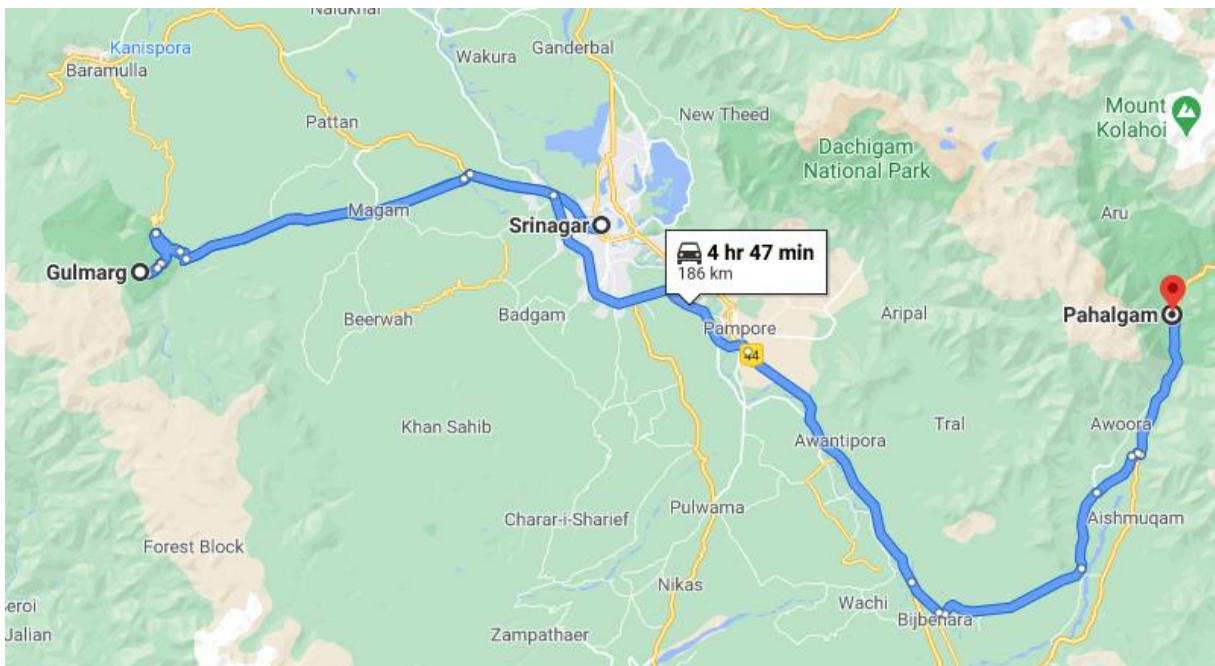 Naidkhai
Kanispora
Baramulla
Wakura
Ganderbal
Pattan
New Theed
Mount
Kolahoi
Dachigam
National Park
Magam
Srinagar
Aru
Gulmarg
4 hr 47 min
186 km
Pahalgam
Beerwah
Badgam
Pampore
Aripal
44
Khan Sahib
Awantipora
Tral
Awoora
Pulwama
Charar-i-Sharief
Aishmuqam
Forest Block
Nikas
Wachi
Bijbehara
Jalian
Zampathaer